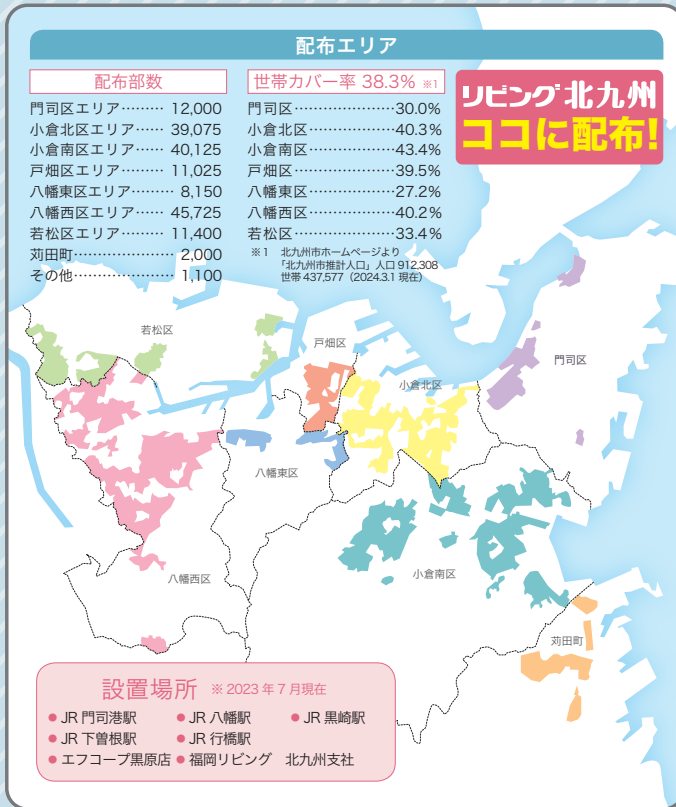 配布エリア
配布部数
門司区エリア……… 12,000
小倉北区エリア…… 39,075
小倉南区エリア…… 40,125
戸畑区エリア……… 11,025
八幡東区エリア…… 8,150
八幡西区エリア…… 45,725
若松区エリア……… 11,400
苅田町……………… 2,000
その他……………… 1,100
世帯カバー率 38.3% ※1
門司区…………………30.0%
小倉北区………………40.3%
小倉南区………………43.4%
戸畑区…………………39.5%
八幡東区………………27.2%
八幡西区………………40.2%
若松区…………………33.4%
※1 北九州市ホームページより
「北九州市推計人口」人口 912,308
世帯 437,577（2024.3.1 現在）
リビング北九州
ココに配布!
若松区
戸畑区
小倉北区
門司区
八幡東区
八幡西区
小倉南区
苅田町
設置場所 ※ 2023 年 7 月現在
● JR 門司港駅 ● JR 八幡駅 ● JR 黒崎駅
● JR 下曽根駅 ● JR 行橋駅
● エフコープ黒原店 ● 福岡リビング 北九州支社